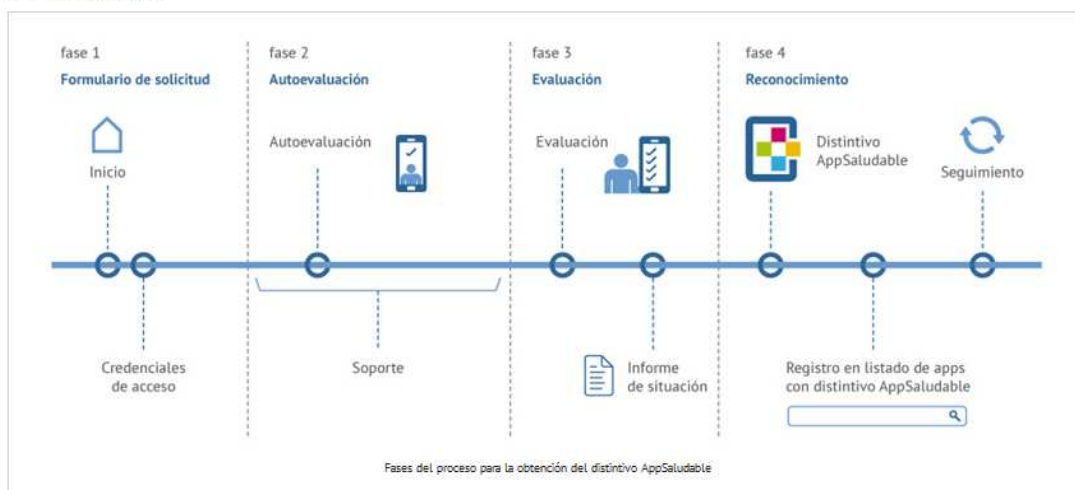 fase 1
Formulario de solicitud
Inicio
Credenciales
de acceso
fase 2
Autoevaluación
Autoevaluación
Soporte
fase 3
Evaluación
Evaluación
Informe
de situación
fase 4
Reconocimiento
Distintivo
AppSaludable
Seguimiento
Registro en listado de apps
con distintivo AppSaludable
Fases del proceso para la obtención del distintivo AppSaludable